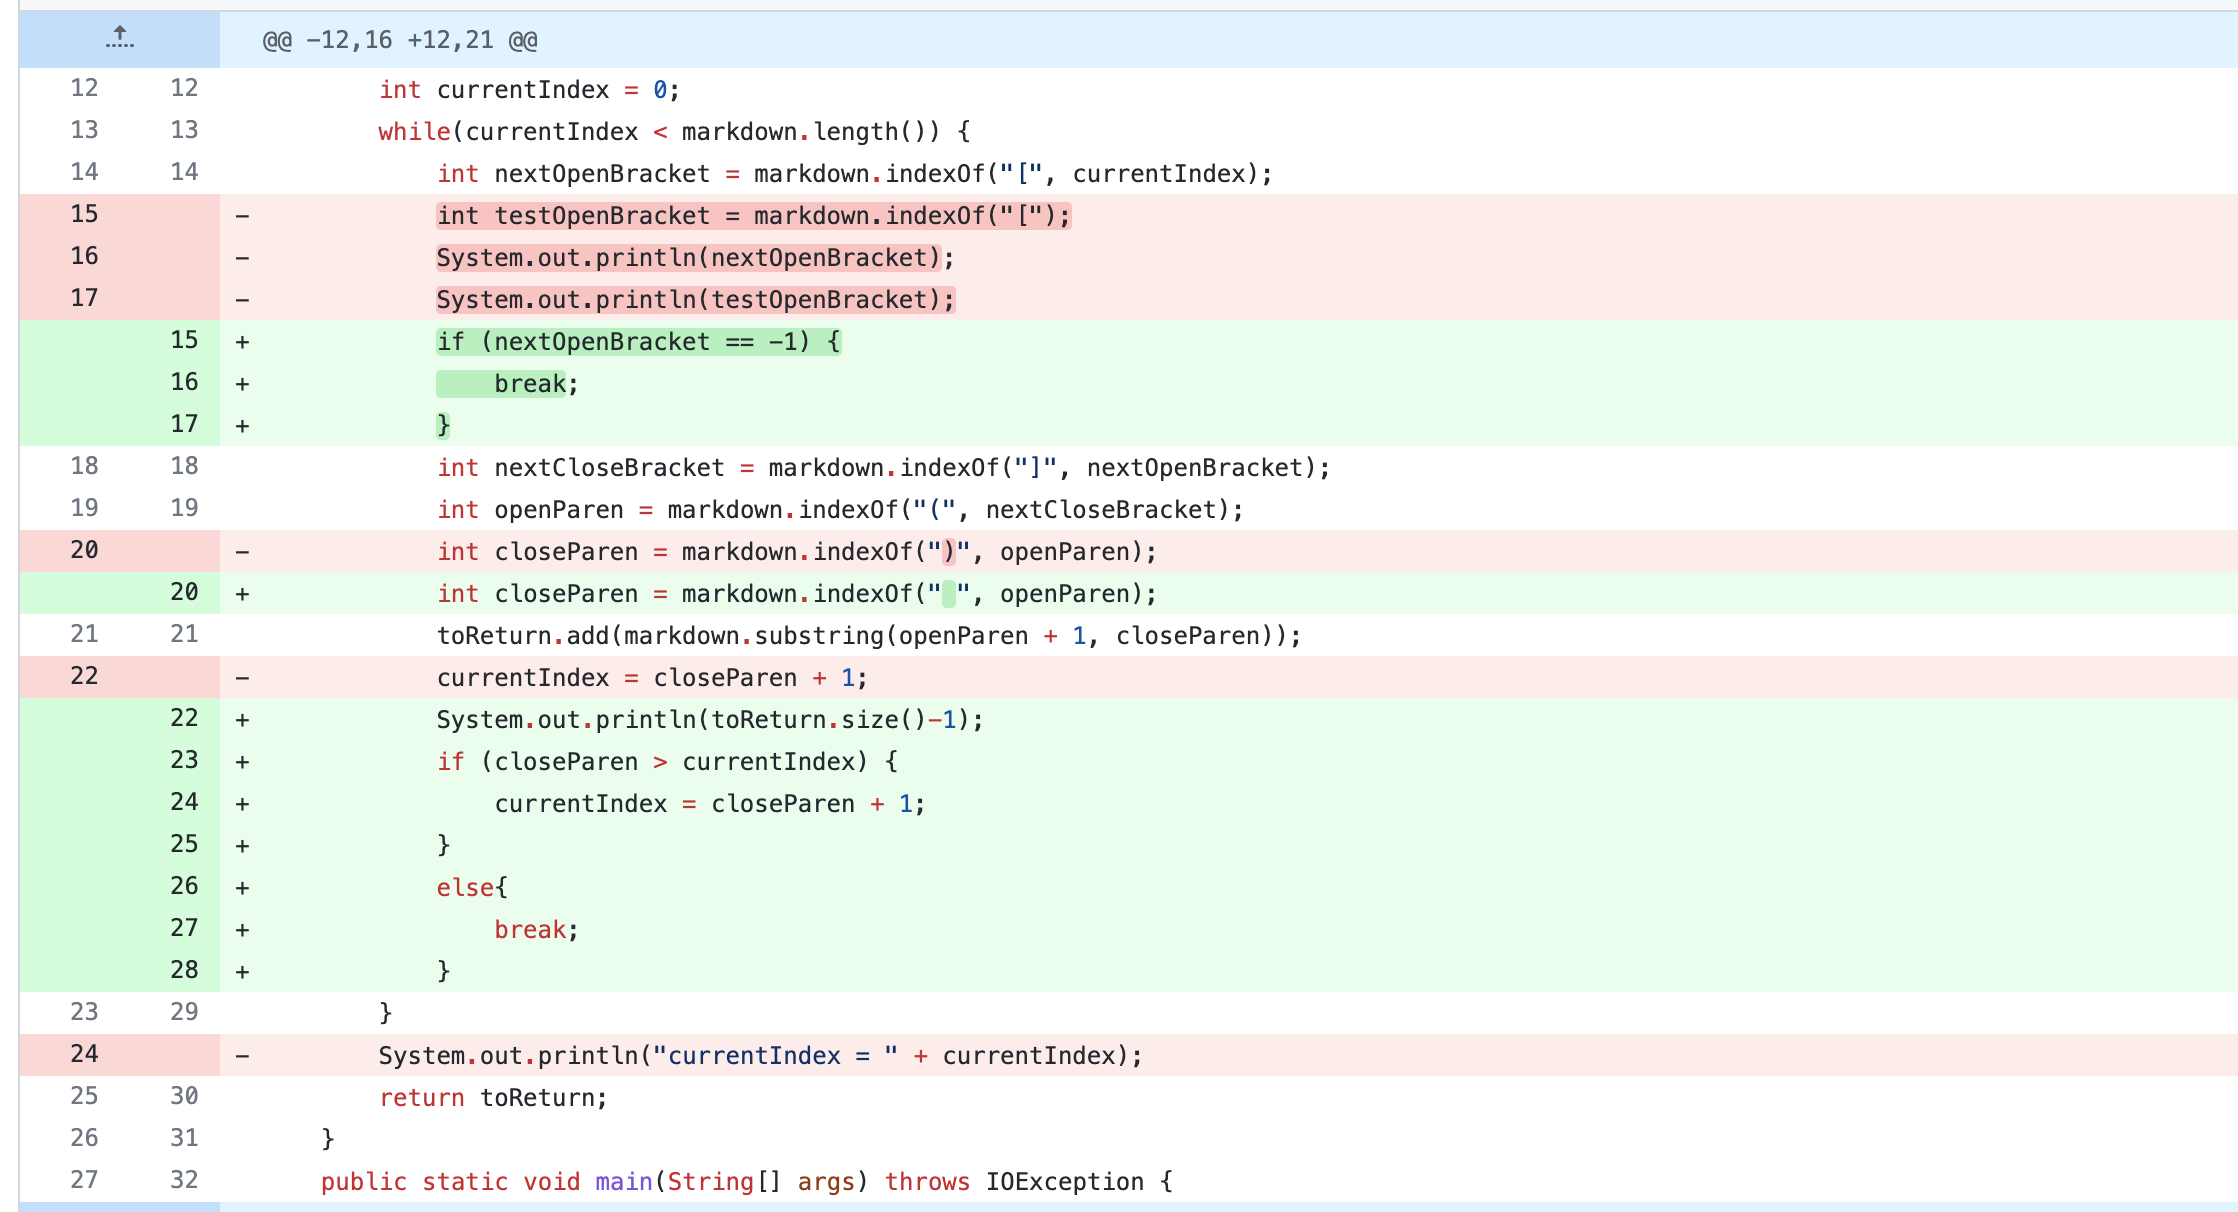 @@ -12,16 +12,21 @@
12 12 int currentIndex = 0;
13 13 while(currentIndex < markdown.length()) {
14 14 int nextOpenBracket = markdown.indexOf("[", currentIndex);
15 - int testOpenBracket = markdown.indexOf("[");
16 - System.out.println(nextOpenBracket);
17 - System.out.println(testOpenBracket);
15 + if (nextOpenBracket == -1) {
16 + break;
17 + }
18 18 int nextCloseBracket = markdown.indexOf("]", nextOpenBracket);
19 19 int openParen = markdown.indexOf("(", nextCloseBracket);
20 - int closeParen = markdown.indexOf(")", openParen);
20 + int closeParen = markdown.indexOf(" ", openParen);
21 21 toReturn.add(markdown.substring(openParen + 1, closeParen));
22 - currentIndex = closeParen + 1;
22 + System.out.println(toReturn.size()-1);
23 + if (closeParen > currentIndex) {
24 + currentIndex = closeParen + 1;
25 + }
26 + else{
27 + break;
28 + }
23 29 }
24 - System.out.println("currentIndex = " + currentIndex);
25 30 return toReturn;
26 31 }
27 32 public static void main(String[] args) throws IOException {